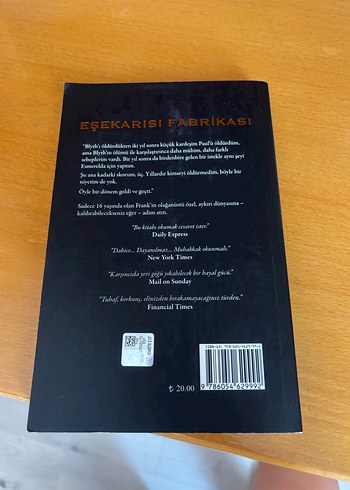 EŞEKARISI FABRİKASI
"Blyth'ı öldürdükten iki yıl sonra küçük kardeşim Paul'ü öldürdüm,
ama Blyth'ın ölümü ile karşılaştırınca daha mühim, daha farklı
sebeplerim vardı. Bir yıl sonra da birdenbire gelen bir istekle aynı şeyi
Esmerelda için yaptım.
Şu ana kadarki skorum, üç. Yıllardır kimseyi öldürmedim, böyle bir
niyetim de yok.
Öyle bir dönem geldi ve geçti."
Sadece 16 yaşında olan Frank'in olağanüstü özel, aykırı dünyasına –
kaldırabilecekseniz eğer – adım atın.
"Bu kitabı okumak cesaret ister."
Daily Express
"Dahice... Dayanılmaz... Muhakkak okunmalı."
New York Times
"Karşınızda yeri göğü yıkabilecek bir hayal gücü."
Mail on Sunday
"Tuhaf, korkunç, elinizden bırakamayacağınız türden."
Financial Times
₺ 20.00
9 786054 629992